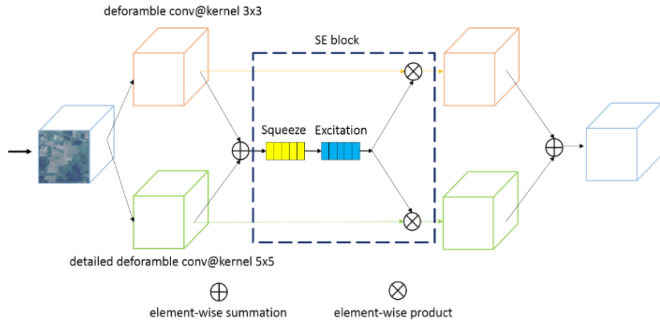 deforamble conv@kernel 3x3
SE block
Squeeze Excitation
detailed deforamble conv@kernel 5x5
element-wise summation
element-wise product